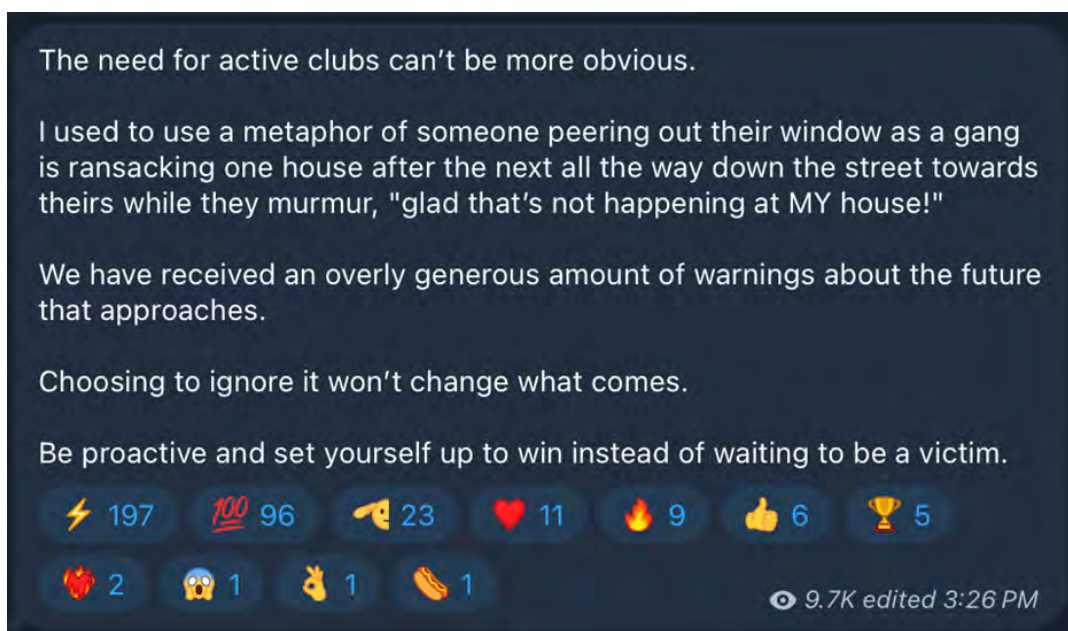 The need for active clubs can’t be more obvious.
I used to use a metaphor of someone peering out their window as a gang
is ransacking one house after the next all the way down the street towards
theirs while they murmur, "glad that’s not happening at MY house!"
We have received an overly generous amount of warnings about the future
that approaches.
Choosing to ignore it won’t change what comes.
Be proactive and set yourself up to win instead of waiting to be a victim.
⚡ 197 💯 96 🫡 23 ❤️ 11 🔥 9 👍 6 🏆 5
❤️‍🔥 2 😱 1 👌 1 🌭 1
9.7K edited 3:26 PM